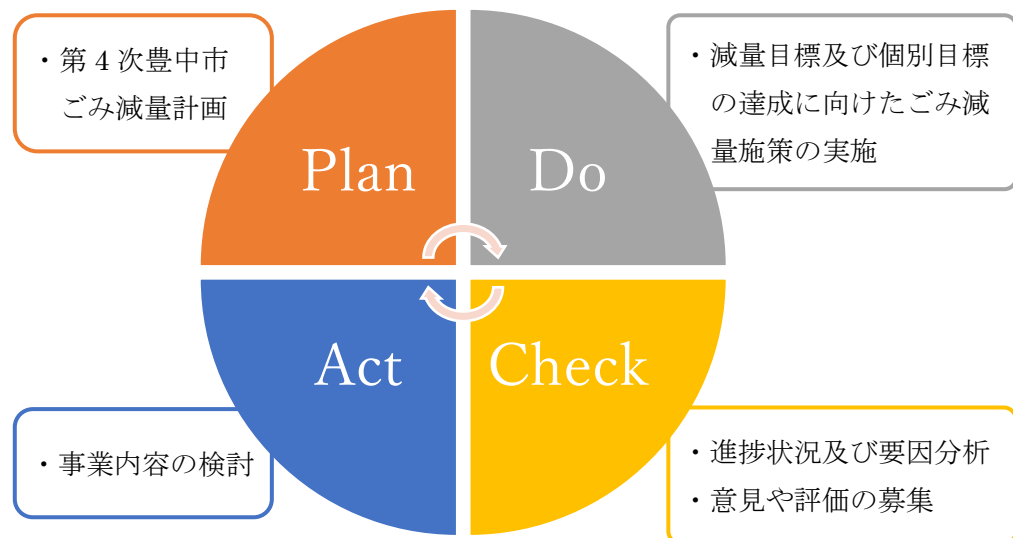 ・第4次豊中市
ごみ減量計画
Plan
・減量目標及び個別目標
の達成に向けたごみ減
量施策の実施
Do
・事業内容の検討
Act
・進捗状況及び要因分析
・意見や評価の募集
Check